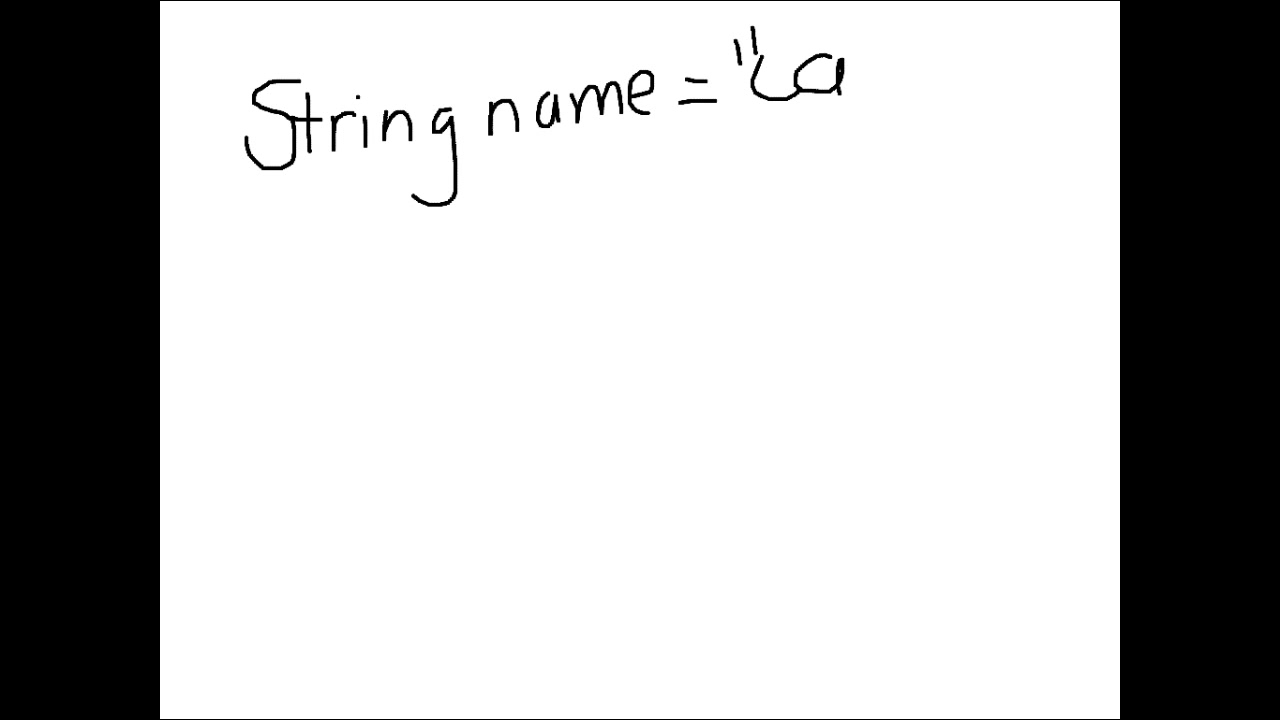 String name = "ca